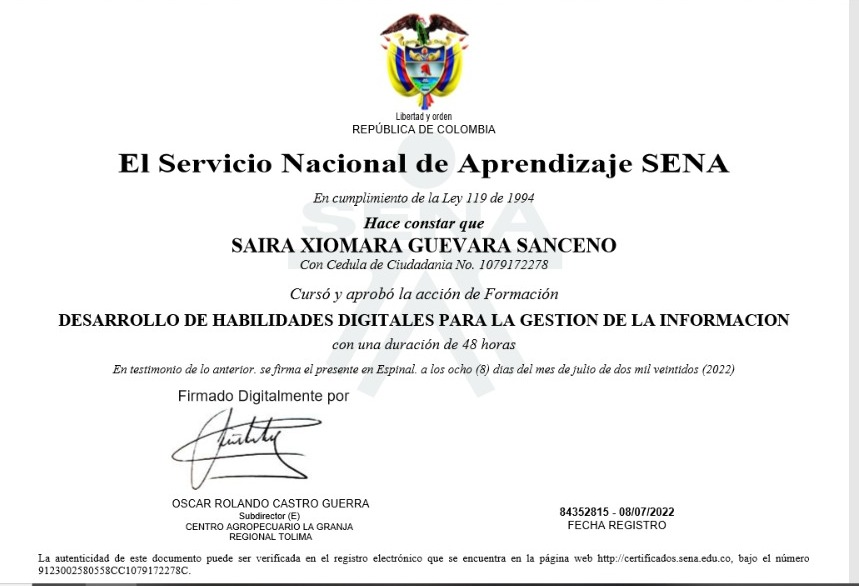 Libertad y orden
REPÚBLICA DE COLOMBIA
El Servicio Nacional de Aprendizaje SENA
En cumplimiento de la Ley 119 de 1994
SENA
Hace constar que
SAIRA XIOMARA GUEVARA SANCENO
Con Cedula de Ciudadania No. 1079172278
Cursó y aprobó la acción de Formación
DESARROLLO DE HABILIDADES DIGITALES PARA LA GESTION DE LA INFORMACION
con una duración de 48 horas
En testimonio de lo anterior. se firma el presente en Espinal. a los ocho (8) dias del mes de julio de dos mil veintidos (2022)
Firmado Digitalmente por
OSCAR ROLANDO CASTRO GUERRA
Subdirector (E)
CENTRO AGROPECUARIO LA GRANJA
REGIONAL TOLIMA
84352815 - 08/07/2022
FECHA REGISTRO
La autenticidad de este documento puede ser verificada en el registro electrónico que se encuentra en la página web http://certificados.sena.edu.co, bajo el número
9123002580558CC1079172278C.